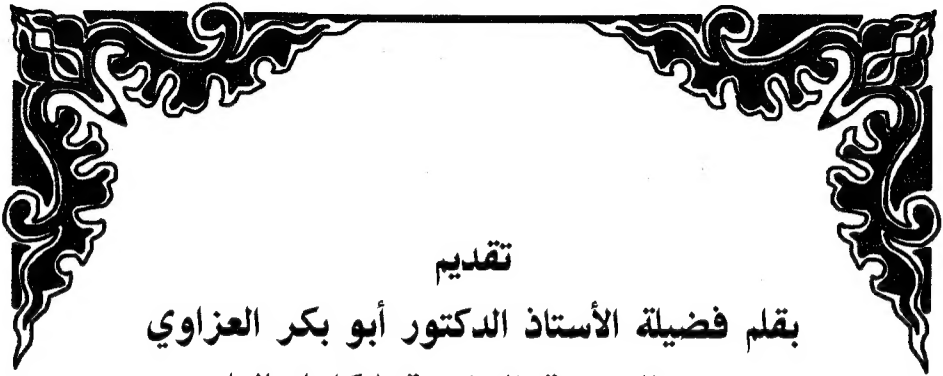 تقديم
بقلم فضيلة الأستاذ الدكتور أبو بكر العزاوي